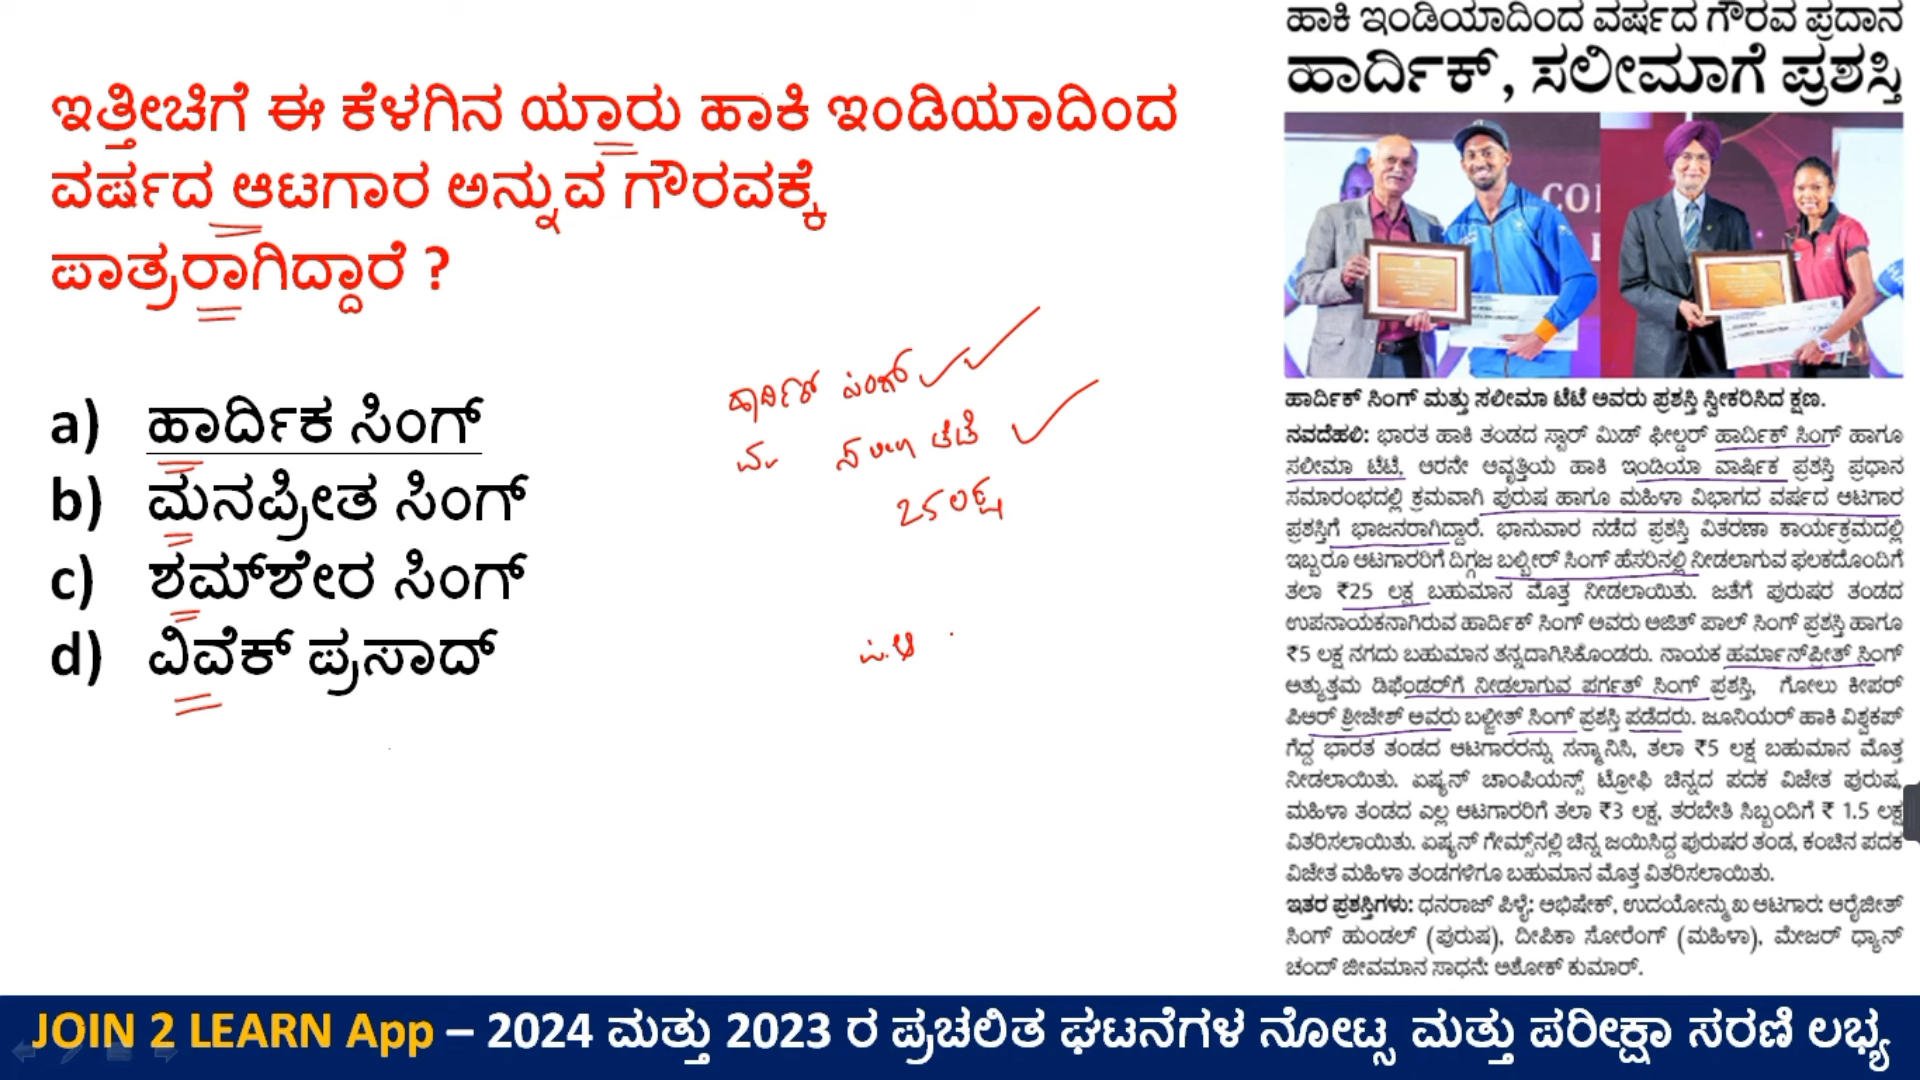 ಇತ್ತೀಚಿಗೆ ಈ ಕೆಳಗಿನ ಯಾರು ಹಾಕಿ ಇಂಡಿಯಾದಿಂದ
ವರ್ಷದ ಆಟಗಾರ ಅನ್ನುವ ಗೌರವಕ್ಕೆ
ಪಾತ್ರರಾಗಿದ್ದಾರೆ ?
a) ಹಾರ್ದಿಕ ಸಿಂಗ್
b) ಮನಪ್ರೀತ ಸಿಂಗ್
c) ಶಮ್‌ಶೇರ ಸಿಂಗ್
d) ವಿವೆಕ್ ಪ್ರಸಾದ್
ಹಾರ್ದಿಕ್ ಸಿಂಗ್
ಟೆಟೆ
25 ಲಕ್ಷ
ಹಾಕಿ ಇಂಡಿಯಾದಿಂದ ವರ್ಷದ ಗೌರವ ಪ್ರದಾನ
ಹಾರ್ದಿಕ್, ಸಲೀಮಾಗೆ ಪ್ರಶಸ್ತಿ
ಹಾರ್ದಿಕ್ ಸಿಂಗ್ ಮತ್ತು ಸಲೀಮಾ ಟೆಟೆ ಅವರು ಪ್ರಶಸ್ತಿ ಸ್ವೀಕರಿಸಿದ ಕ್ಷಣ.
ನವದೆಹಲಿ: ಭಾರತ ಹಾಕಿ ತಂಡದ ಸ್ಟಾರ್ ಮಿಡ್ ಫೀಲ್ಡರ್ ಹಾರ್ದಿಕ್ ಸಿಂಗ್ ಹಾಗೂ
ಸಲೀಮಾ ಟೆಟೆ, ಆರನೇ ಆವೃತ್ತಿಯ ಹಾಕಿ ಇಂಡಿಯಾ ವಾರ್ಷಿಕ ಪ್ರಶಸ್ತಿ ಪ್ರಧಾನ
ಸಮಾರಂಭದಲ್ಲಿ ಕ್ರಮವಾಗಿ ಪುರುಷ ಹಾಗೂ ಮಹಿಳಾ ವಿಭಾಗದ ವರ್ಷದ ಆಟಗಾರ
ಪ್ರಶಸ್ತಿಗೆ ಭಾಜನರಾಗಿದ್ದಾರೆ. ಭಾನುವಾರ ನಡೆದ ಪ್ರಶಸ್ತಿ ವಿತರಣಾ ಕಾರ್ಯಕ್ರಮದಲ್ಲಿ
ಇಬ್ಬರೂ ಆಟಗಾರರಿಗೆ ದಿಗ್ಗಜ ಬಲ್ಬೀರ್ ಸಿಂಗ್ ಹೆಸರಿನಲ್ಲಿ ನೀಡಲಾಗುವ ಫಲಕದೊಂದಿಗೆ
ತಲಾ ₹25 ಲಕ್ಷ ಬಹುಮಾನ ಮೊತ್ತ ನೀಡಲಾಯಿತು. ಜತೆಗೆ ಪುರುಷರ ತಂಡದ
ಉಪನಾಯಕನಾಗಿರುವ ಹಾರ್ದಿಕ್ ಸಿಂಗ್ ಅವರು ಅಜಿತ್ ಪಾಲ್ ಸಿಂಗ್ ಪ್ರಶಸ್ತಿ ಹಾಗೂ
₹5 ಲಕ್ಷ ನಗದು ಬಹುಮಾನ ತನ್ನದಾಗಿಸಿಕೊಂಡರು. ನಾಯಕ ಹರ್ಮಾನ್‌ಪ್ರೀತ್ ಸಿಂಗ್
ಅತ್ಯುತ್ತಮ ಡಿಫೆಂಡರ್‌ಗೆ ನೀಡಲಾಗುವ ಪರ್ಗತ್ ಸಿಂಗ್ ಪ್ರಶಸ್ತಿ, ಗೋಲು ಕೀಪರ್
ಪಿಆರ್ ಶ್ರೀಜೇಶ್ ಅವರು ಬಲ್ಜೀತ್ ಸಿಂಗ್ ಪ್ರಶಸ್ತಿ ಪಡೆದರು. ಜೂನಿಯರ್ ಹಾಕಿ ವಿಶ್ವಕಪ್
ಗೆದ್ದ ಭಾರತ ತಂಡದ ಆಟಗಾರರನ್ನು ಸನ್ಮಾನಿಸಿ, ತಲಾ ₹5 ಲಕ್ಷ ಬಹುಮಾನ ಮೊತ್ತ
ನೀಡಲಾಯಿತು. ಏಷ್ಯನ್ ಚಾಂಪಿಯನ್ಸ್ ಟ್ರೋಫಿ ಚಿನ್ನದ ಪದಕ ವಿಜೇತ ಪುರುಷ,
ಮಹಿಳಾ ತಂಡದ ಎಲ್ಲ ಆಟಗಾರರಿಗೆ ತಲಾ ₹3 ಲಕ್ಷ, ತರಬೇತಿ ಸಿಬ್ಬಂದಿಗೆ ₹ 1.5 ಲಕ್ಷ
ವಿತರಿಸಲಾಯಿತು. ಏಷ್ಯನ್ ಗೇಮ್ಸ್‌ನಲ್ಲಿ ಚಿನ್ನ ಜಯಿಸಿದ್ದ ಪುರುಷರ ತಂಡ, ಕಂಚಿನ ಪದಕ
ವಿಜೇತ ಮಹಿಳಾ ತಂಡಗಳಿಗೂ ಬಹುಮಾನ ಮೊತ್ತ ವಿತರಿಸಲಾಯಿತು.
ಇತರ ಪ್ರಶಸ್ತಿಗಳು: ಧನರಾಜ್ ಪಿಳ್ಳೈ: ಅಭಿಷೇಕ್, ಉದಯೋನ್ಮುಖ ಆಟಗಾರ: ಆರೈಜೀತ್
ಸಿಂಗ್ ಹುಂಡಲ್ (ಪುರುಷ), ದೀಪಿಕಾ ಸೋರೆಂಗ್ (ಮಹಿಳಾ), ಮೇಜರ್ ಧ್ಯಾನ್
ಚಂದ್ ಜೀವಮಾನ ಸಾಧನೆ: ಅಶೋಕ್ ಕುಮಾರ್.
JOIN 2 LEARN App – 2024 ಮತ್ತು 2023 ರ ಪ್ರಚಲಿತ ಘಟನೆಗಳ ನೋಟ್ಸ ಮತ್ತು ಪರೀಕ್ಷಾ ಸರಣಿ ಲಭ್ಯ